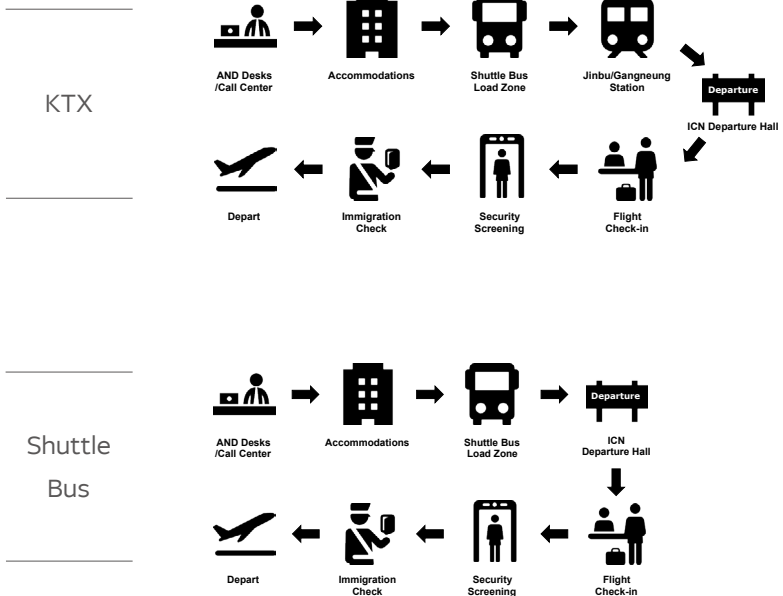 KTX
AND Desks
/Call Center
Accommodations
Shuttle Bus
Load Zone
Jinbu/Gangneung
Station
Departure
ICN Departure Hall
Depart
Immigration
Check
Security
Screening
Flight
Check-in
Shuttle
Bus
AND Desks
/Call Center
Accommodations
Shuttle Bus
Load Zone
Departure
ICN
Departure Hall
Depart
Immigration
Check
Security
Screening
Flight
Check-in